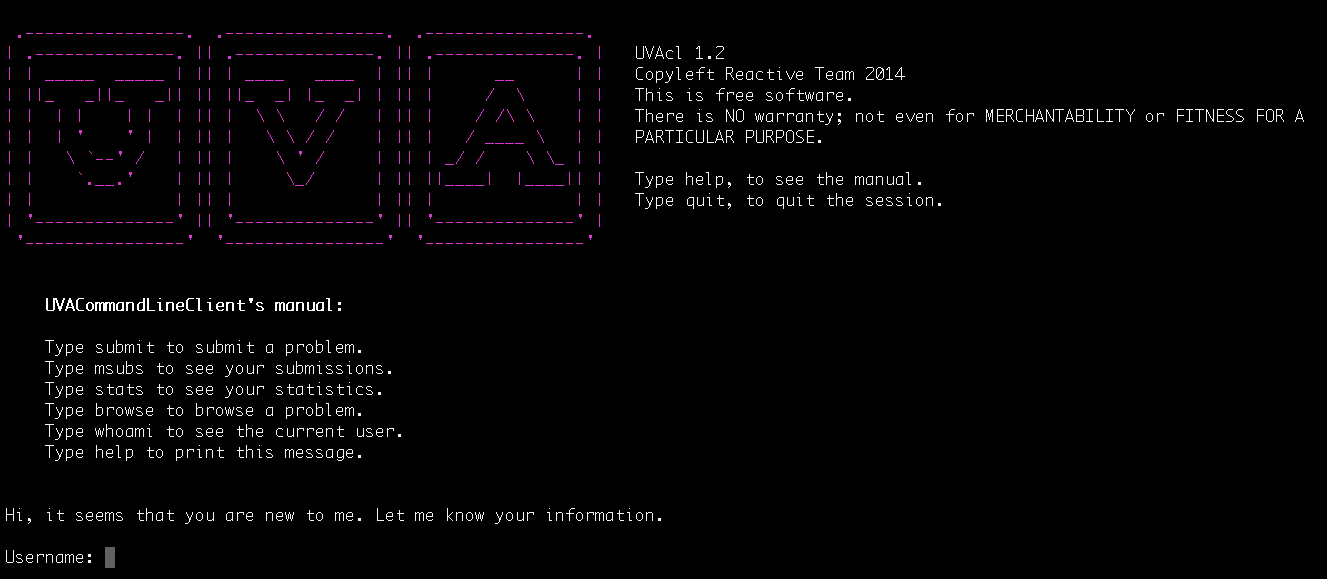 UVA
UVAcl 1.2
Copyleft Reactive Team 2014
This is free software.
There is NO warranty; not even for MERCHANTABILITY or FITNESS FOR A
PARTICULAR PURPOSE.
Type help, to see the manual.
Type quit, to quit the session.
UVACommandLineClient's manual:
Type submit to submit a problem.
Type msubs to see your submissions.
Type stats to see your statistics.
Type browse to browse a problem.
Type whoami to see the current user.
Type help to print this message.
Hi, it seems that you are new to me. Let me know your information.
Username: